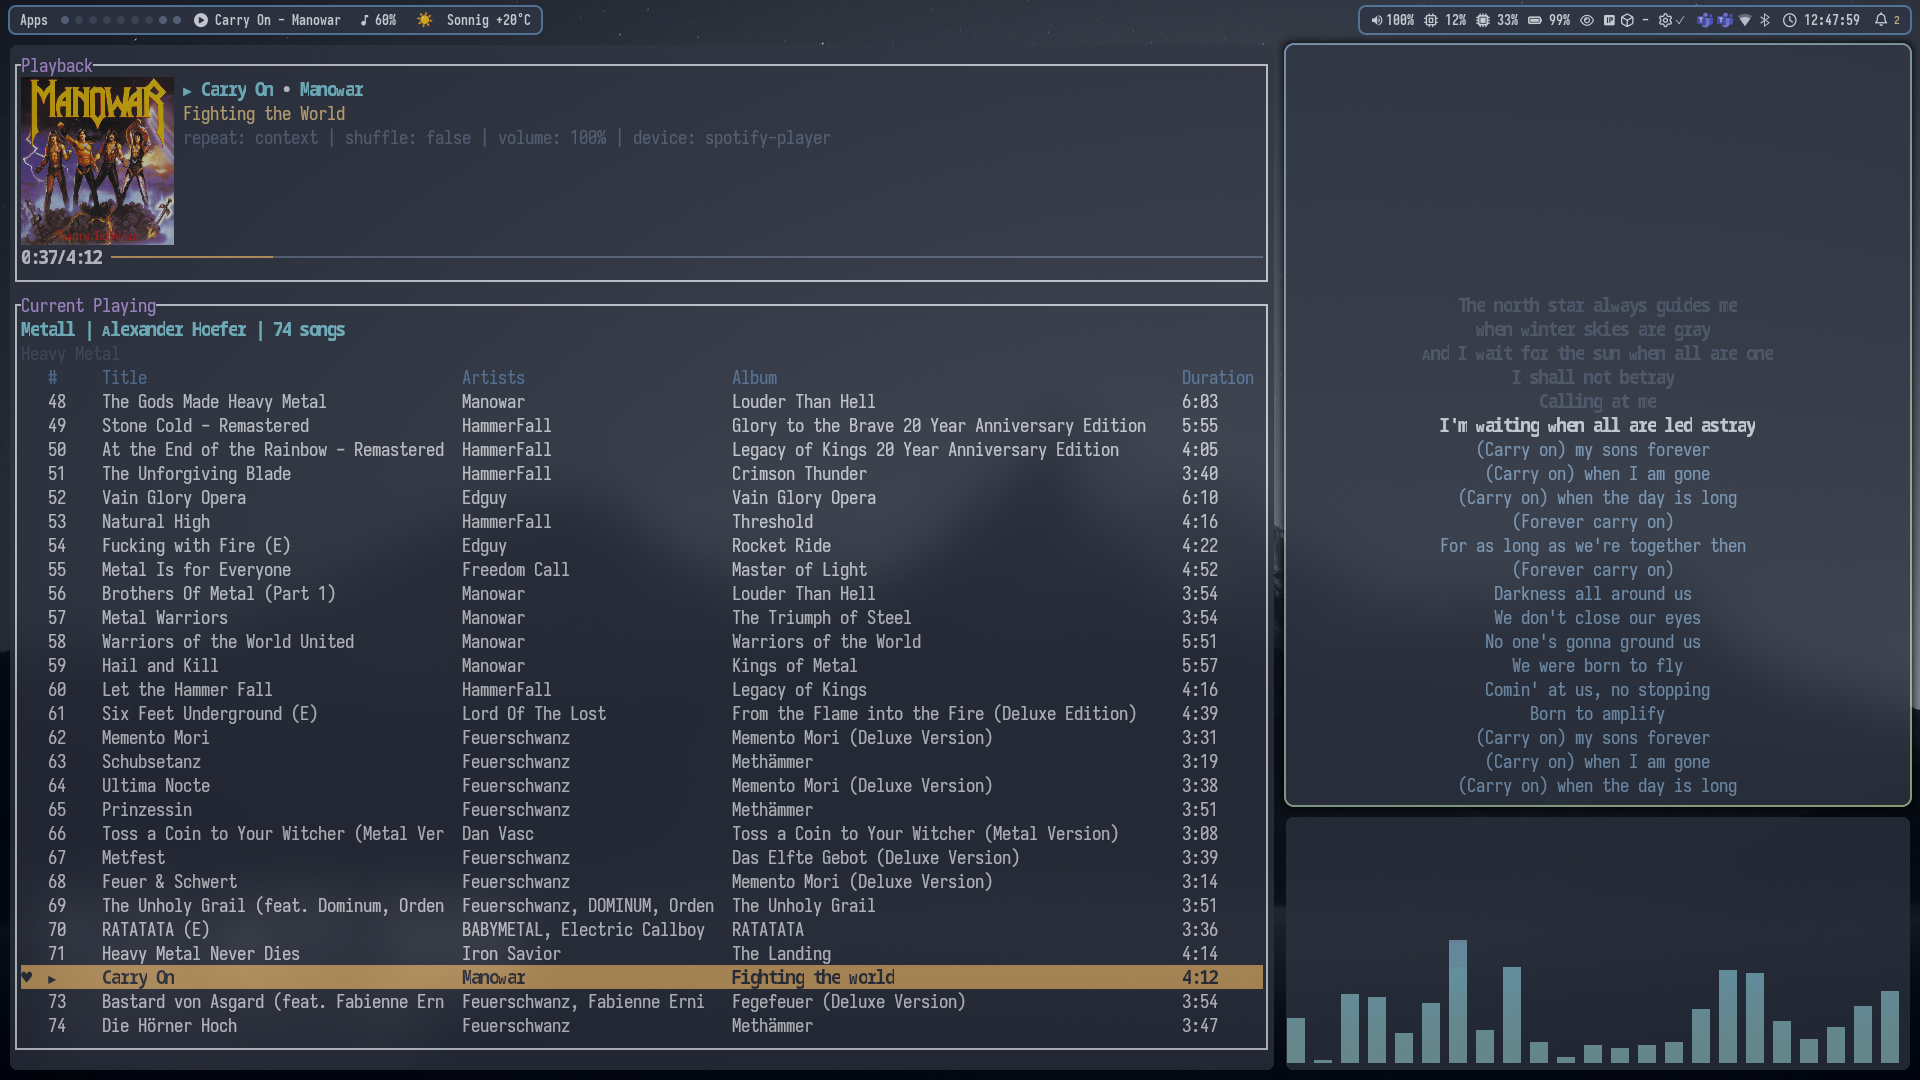 Apps Carry On - Manowar 60% Sonnig +20°C
100% 12% 33% 99% - 12:47:59 2
Playback
MANOWAR
▶ Carry On • Manowar
Fighting the World
repeat: context | shuffle: false | volume: 100% | device: spotify-player
0:37/4:12
Current Playing
Metall | Alexander Hoefer | 74 songs
Heavy Metal
# Title Artists Album Duration
48 The Gods Made Heavy Metal Manowar Louder Than Hell 6:03
49 Stone Cold - Remastered HammerFall Glory to the Brave 20 Year Anniversary Edition 5:55
50 At the End of the Rainbow - Remastered HammerFall Legacy of Kings 20 Year Anniversary Edition 4:05
51 The Unforgiving Blade HammerFall Crimson Thunder 3:40
52 Vain Glory Opera Edguy Vain Glory Opera 6:10
53 Natural High HammerFall Threshold 4:16
54 Fucking with Fire (E) Edguy Rocket Ride 4:22
55 Metal Is for Everyone Freedom Call Master of Light 4:52
56 Brothers Of Metal (Part 1) Manowar Louder Than Hell 3:54
57 Metal Warriors Manowar The Triumph of Steel 3:54
58 Warriors of the World United Manowar Warriors of the World 5:51
59 Hail and Kill Manowar Kings of Metal 5:57
60 Let the Hammer Fall HammerFall Legacy of Kings 4:16
61 Six Feet Underground (E) Lord Of The Lost From the Flame into the Fire (Deluxe Edition) 4:39
62 Memento Mori Feuerschwanz Memento Mori (Deluxe Version) 3:31
63 Schubsetanz Feuerschwanz Methämmer 3:19
64 Ultima Nocte Feuerschwanz Memento Mori (Deluxe Version) 3:38
65 Prinzessin Feuerschwanz Methämmer 3:51
66 Toss a Coin to Your Witcher (Metal Ver Dan Vasc Toss a Coin to Your Witcher (Metal Version) 3:08
67 Metfest Feuerschwanz Das Elfte Gebot (Deluxe Version) 3:39
68 Feuer & Schwert Feuerschwanz Memento Mori (Deluxe Version) 3:14
69 The Unholy Grail (feat. Dominum, Orden Feuerschwanz, DOMINUM, Orden The Unholy Grail 3:51
70 RATATATA (E) BABYMETAL, Electric Callboy RATATATA 3:36
71 Heavy Metal Never Dies Iron Savior The Landing 4:14
♥ ▶ Carry On Manowar Fighting the World 4:12
73 Bastard von Asgard (feat. Fabienne Ern Feuerschwanz, Fabienne Erni Fegefeuer (Deluxe Version) 3:54
74 Die Hörner Hoch Feuerschwanz Methämmer 3:47
The north star always guides me
when winter skies are gray
And I wait for the sun when all are one
I shall not betray
Calling at me
I'm waiting when all are led astray
(Carry on) my sons forever
(Carry on) when I am gone
(Carry on) when the day is long
(Forever carry on)
For as long as we're together then
(Forever carry on)
Darkness all around us
We don't close our eyes
No one's gonna ground us
We were born to fly
Comin' at us, no stopping
Born to amplify
(Carry on) my sons forever
(Carry on) when I am gone
(Carry on) when the day is long